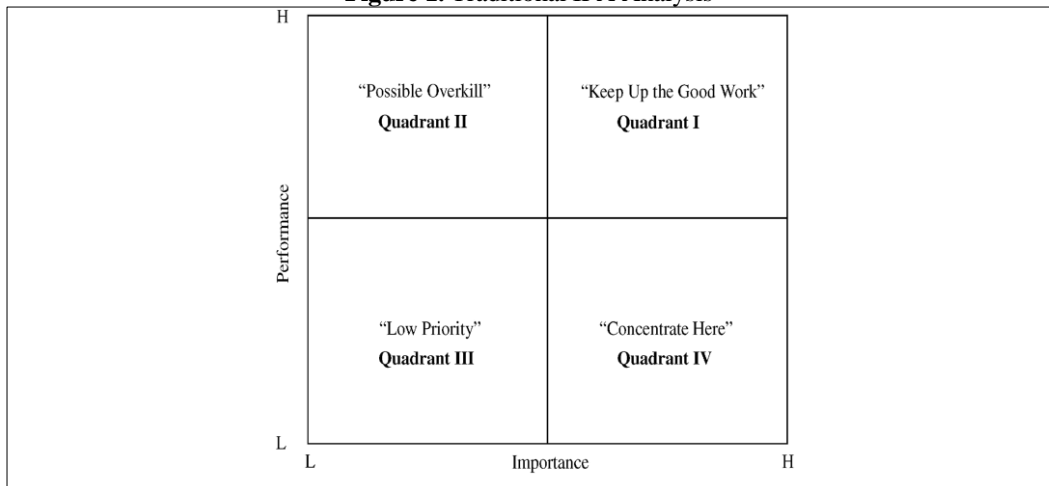 H
“Possible Overkill”
Quadrant II
“Keep Up the Good Work”
Quadrant I
Performance
“Low Priority”
Quadrant III
“Concentrate Here”
Quadrant IV
L
L
Importance
H